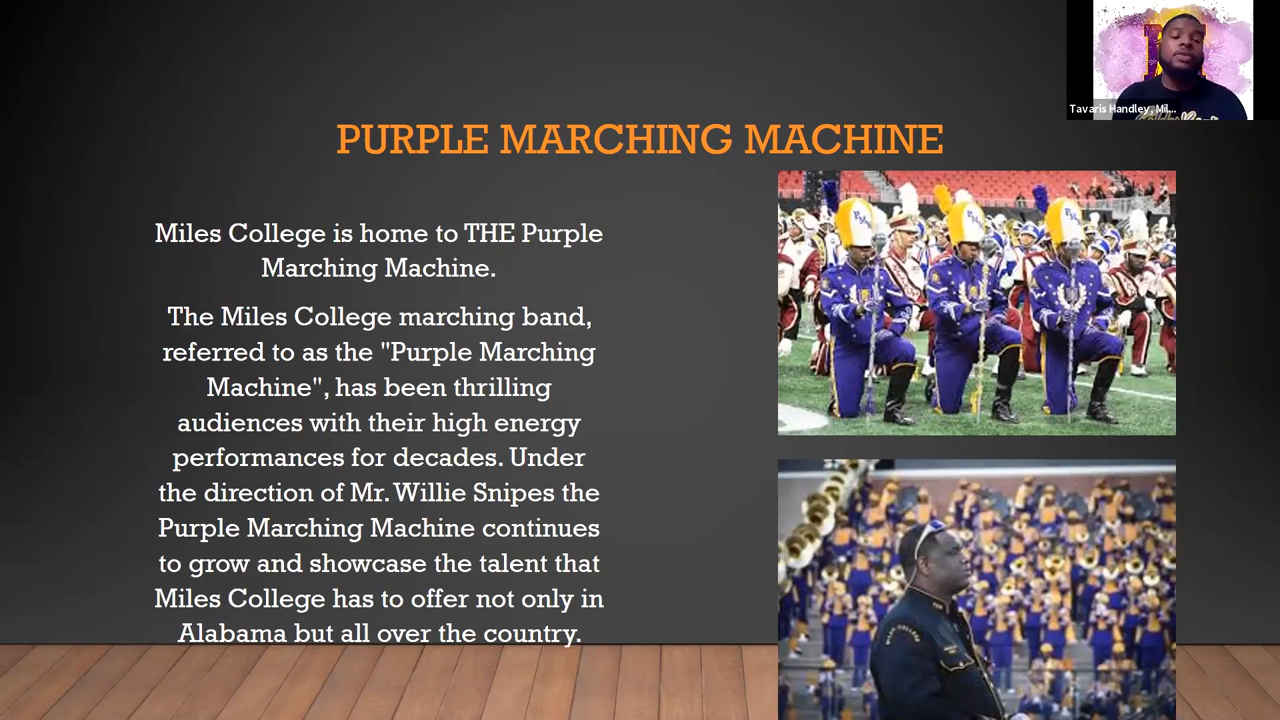 Tavaris Handley, Mil...
PURPLE MARCHING MACHINE
Miles College is home to THE Purple
Marching Machine.
The Miles College marching band,
referred to as the "Purple Marching
Machine", has been thrilling
audiences with their high energy
performances for decades. Under
the direction of Mr. Willie Snipes the
Purple Marching Machine continues
to grow and showcase the talent that
Miles College has to offer not only in
Alabama but all over the country.